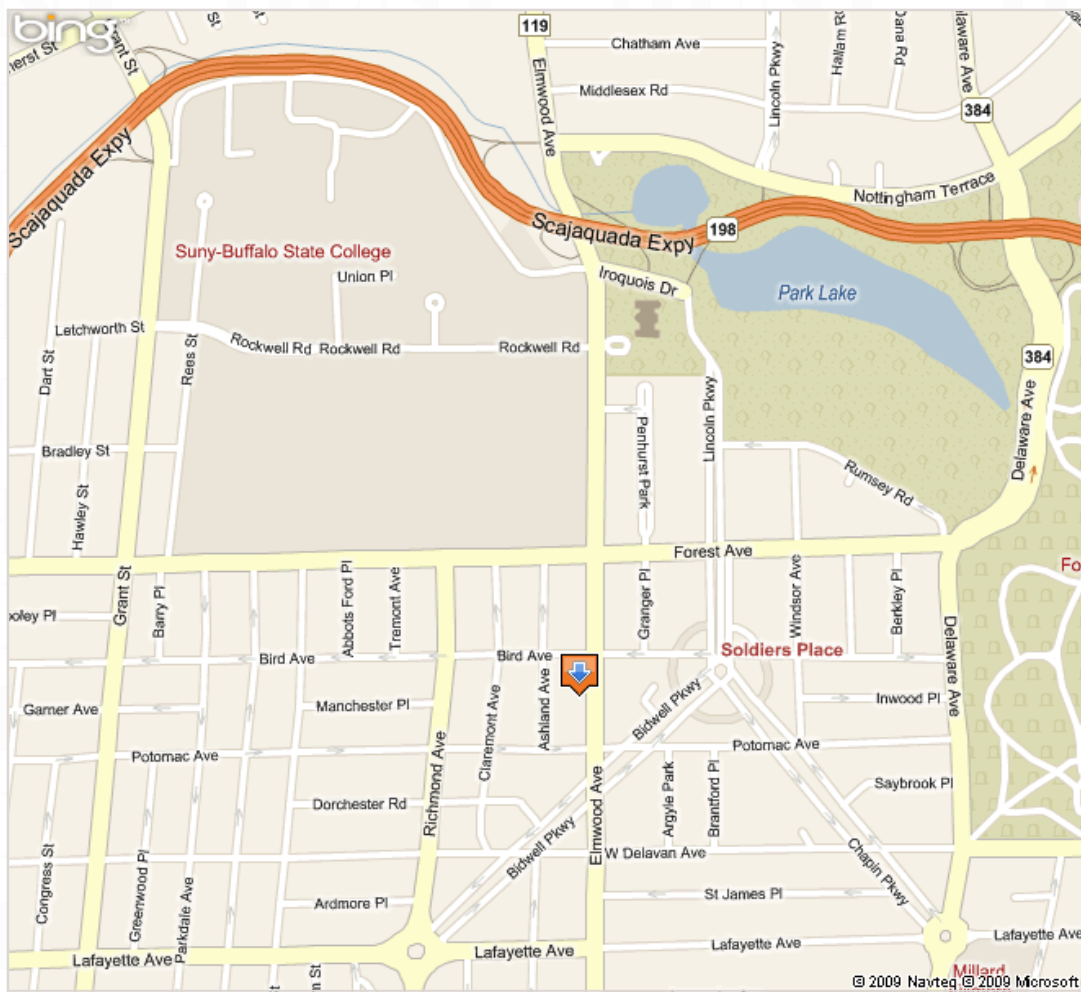 bing
St
119
Chatham Ave
Hallam Rd
Dana Rd
Delaware Ave
Grant St
Elmwood Ave
Middlesex Rd
Lincoln Pkwy
384
Scajaquada Expy
Nottingham Terrace
Scajaquada Expy
198
Suny-Buffalo State College
Union Pl
Iroquois Dr
Park Lake
Letchworth St
Rockwell Rd
Rockwell Rd
Rockwell Rd
Rees St
Dart St
384
Lincoln Pkwy
Penhurst Park
Delaware Ave
Bradley St
Rumsey Rd
Hawley St
Forest Ave
Grant St
Barry Pl
Abbots Ford Pl
Tremont Ave
Granger Pl
Windsor Ave
Berkley Pl
Delaware Ave
Bird Ave
Bird Ave
Soldiers Place
Garner Ave
Manchester Pl
Claremont Ave
Ashland Ave
Bidwell Pkwy
Inwood Pl
Potomac Ave
Potomac Ave
Richmond Ave
Saybrook Pl
Dorchester Rd
Argyle Park
Brantford Pl
Bidwell Pkwy
Elmwood Ave
W Delavan Ave
Chapin Pkwy
Congress St
Greenwood Pl
Parkdale Ave
Ardmore Pl
St James Pl
Lafayette Ave
Lafayette Ave
Lafayette Ave
Lafayette Ave
Millard
© 2009 Navteq © 2009 Microsoft